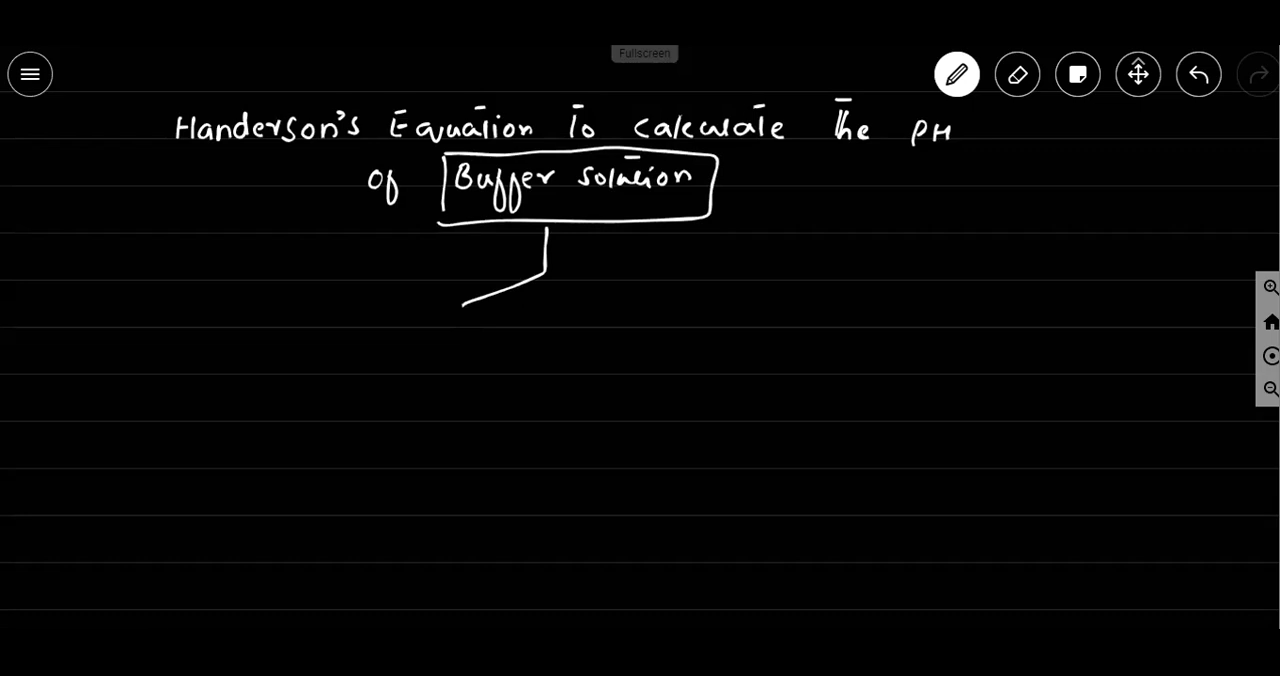 Fullscreen
Handerson's Equation To calculate The PH
of Buffer solution